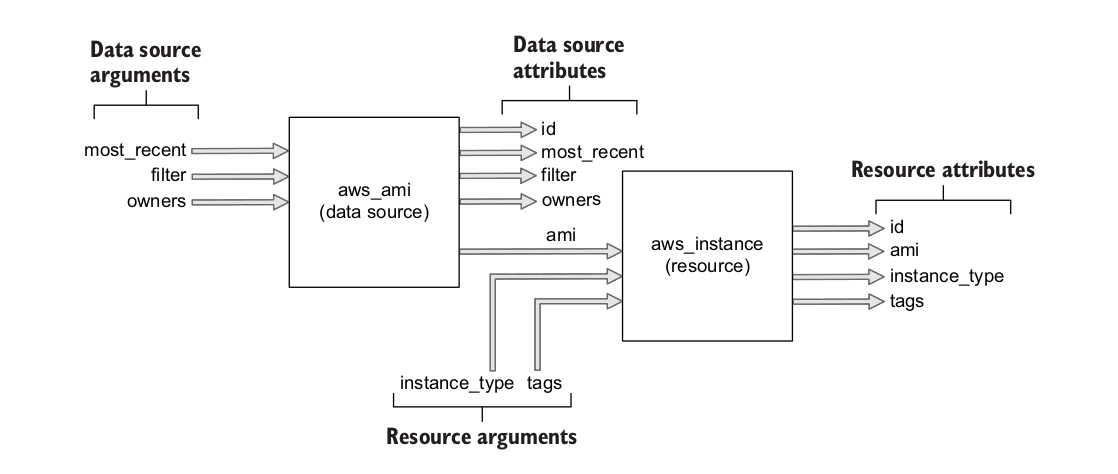 Data source
arguments
most_recent
filter
owners
aws_ami
(data source)
Data source
attributes
id
most_recent
filter
owners
ami
instance_type
tags
Resource arguments
aws_instance
(resource)
Resource attributes
id
ami
instance_type
tags